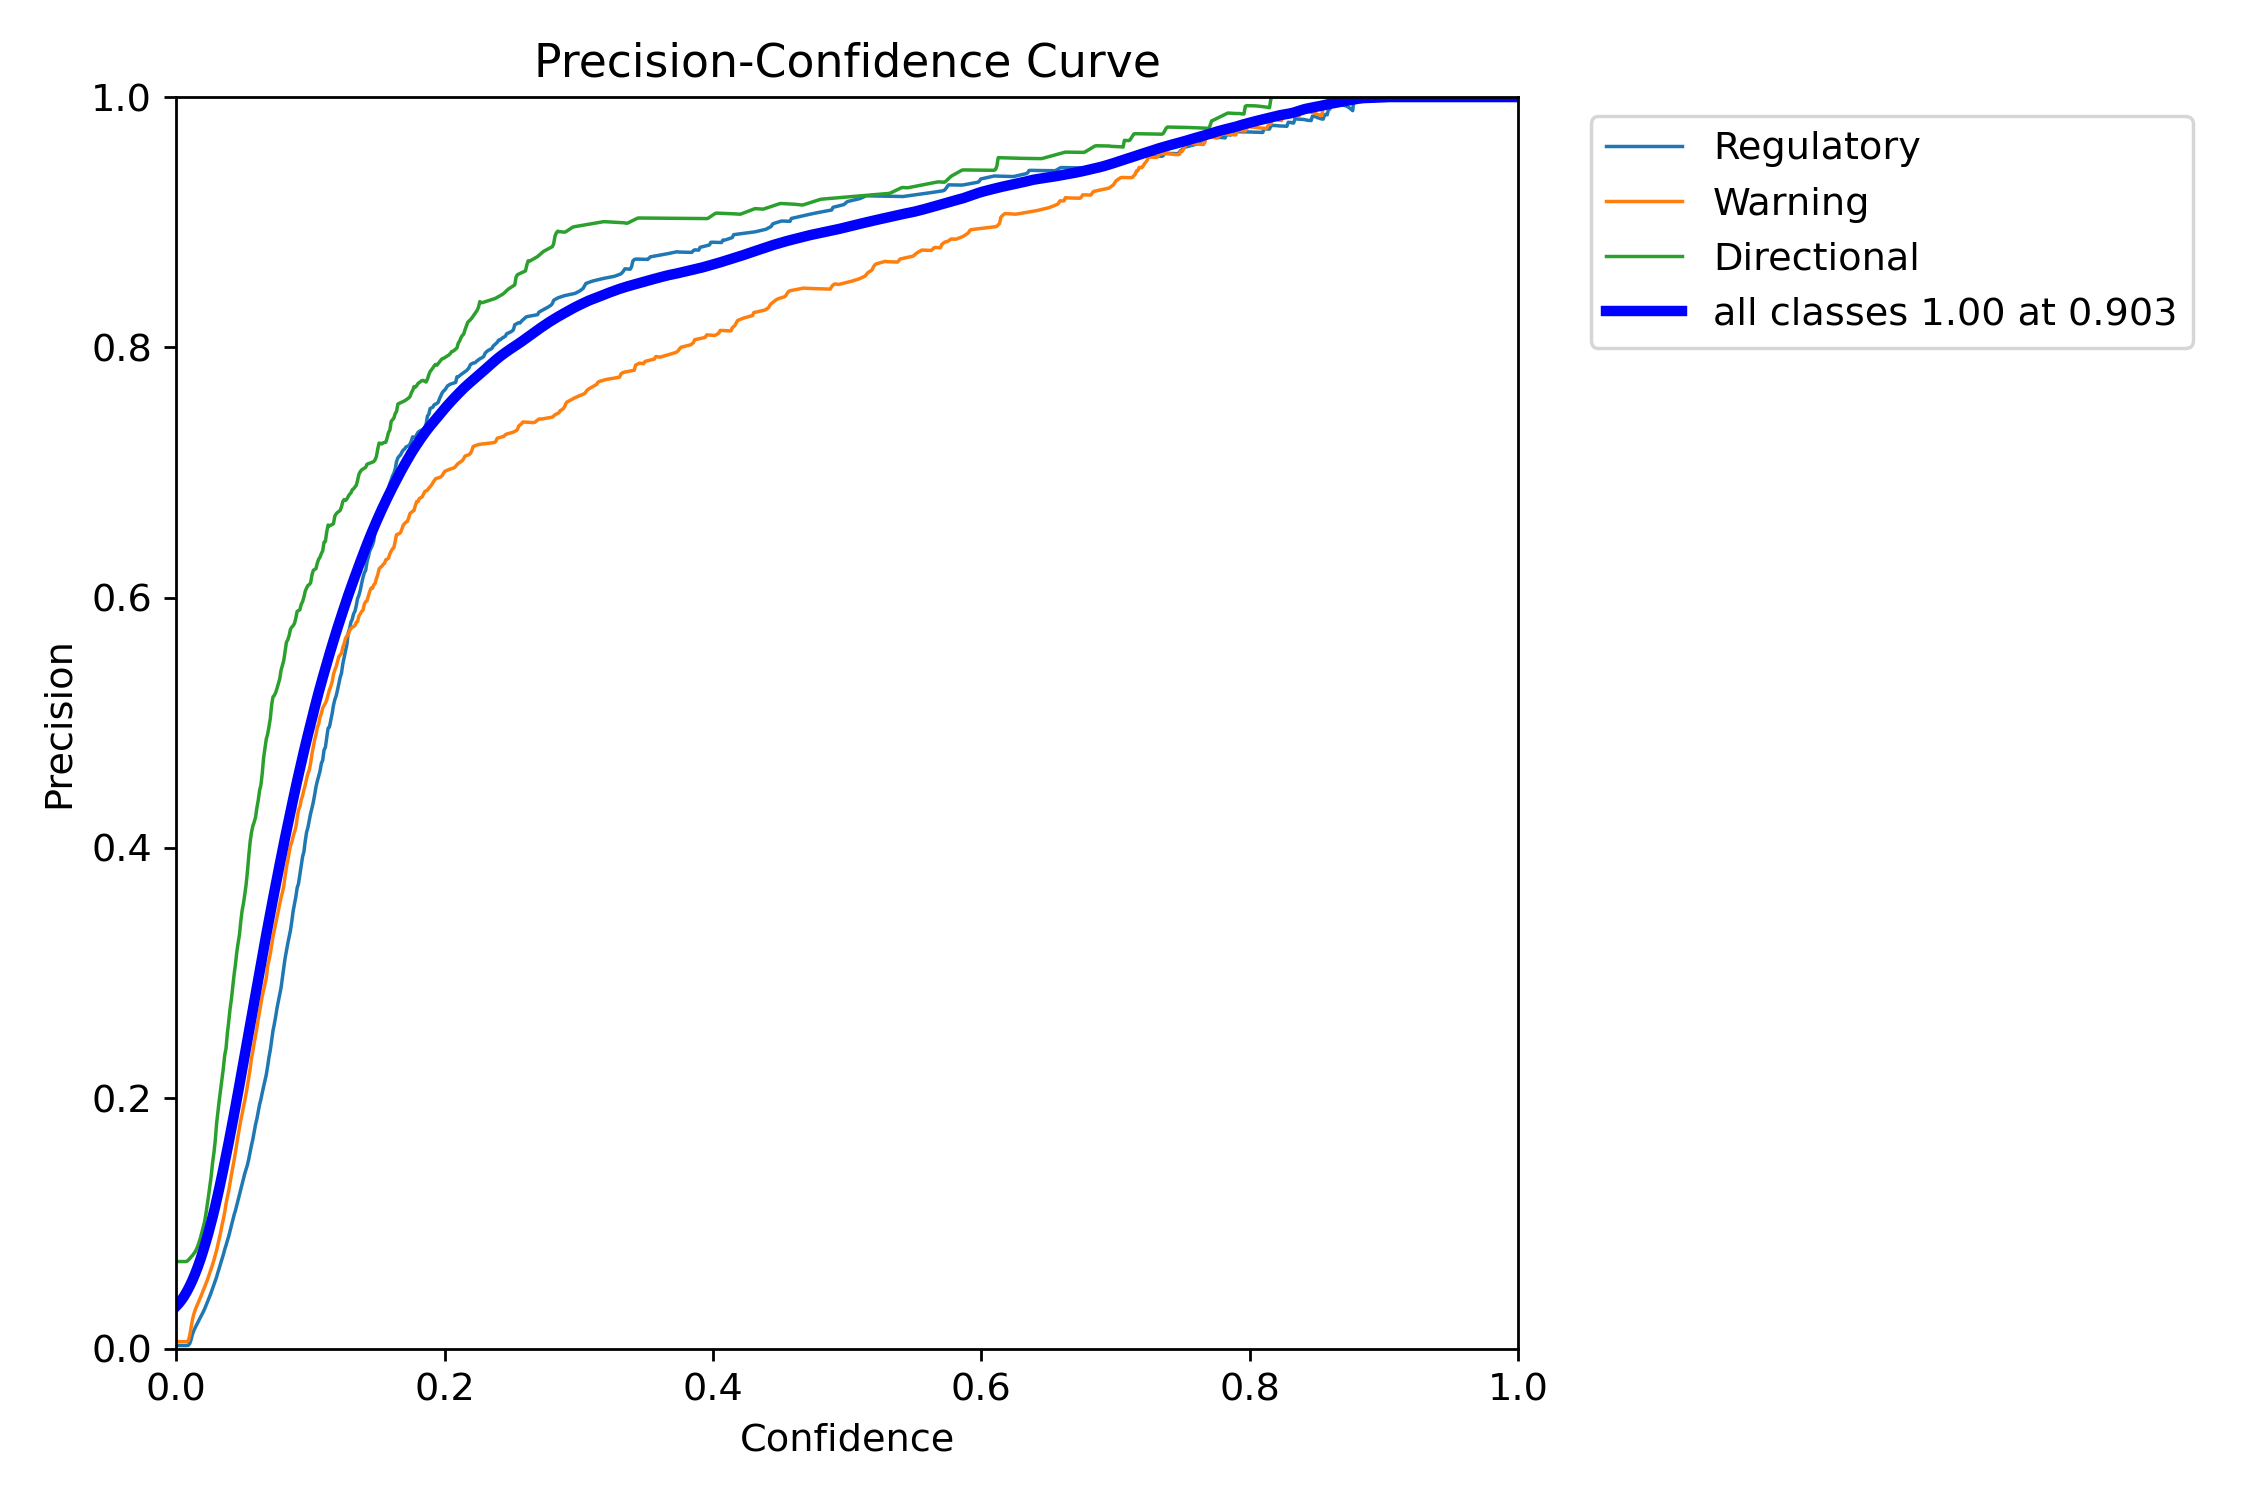 Precision-Confidence Curve
1.0
0.8
0.6
0.4
0.2
0.0
Precision
0.0 0.2 0.4 0.6 0.8 1.0
Confidence
Regulatory
Warning
Directional
all classes 1.00 at 0.903